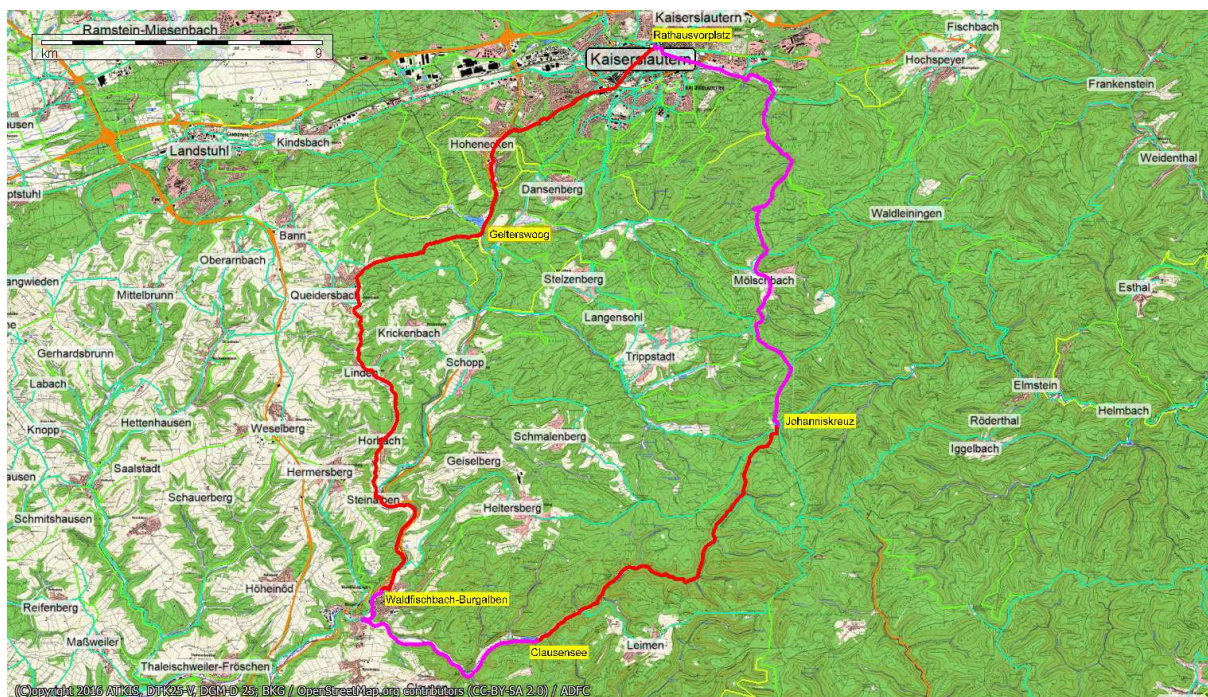 Ramstein-Miesenbach
km
9
Kaiserslautern
Rathausvorplatz
Kaiserslautern
Fischbach
Hochspeyer
Frankenstein
Weidenthal
Kindsbach
Landstuhl
Hohenecken
Dansenberg
Waldleiningen
Gelterswoog
Bann
Oberarnbach
Mittelbrunn
Queidersbach
Stelzenberg
Mölschbach
Esthal
Krickenbach
Langensohl
Gerhardsbrunn
Schopp
Trippstadt
Labach
Linden
Elmstein
Hettenhausen
Helmbach
Knopp
Weselberg
Röderthal
Johanniskreuz
Schmalenberg
Horbach
Iggelbach
Saalstadt
Geiselberg
Hermersberg
Schauerberg
Steinalben
Heltersberg
Schmitshausen
Höheinöd
Waldfischbach-Burgalben
Reifenberg
Maßweiler
Clausensee
Leimen
Thaleischweiler-Fröschen
(C)opyright 2016 ATKIS, DTK25-V, DGM-D 25; BKG / OpenStreetMap.org contributors (CC-BY-SA 2.0) / ADFC